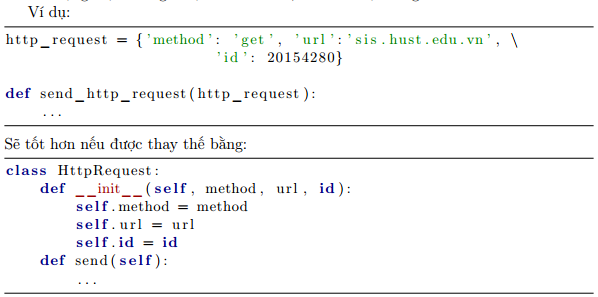 Ví dụ:
http_request = {'method': 'get', 'url':'sis.hust.edu.vn', \
'id': 20154280}
def send_http_request(http_request):
...
Sẽ tốt hơn nếu được thay thế bằng:
class HttpRequest:
def __init__(self, method, url, id):
self.method = method
self.url = url
self.id = id
def send(self):
...